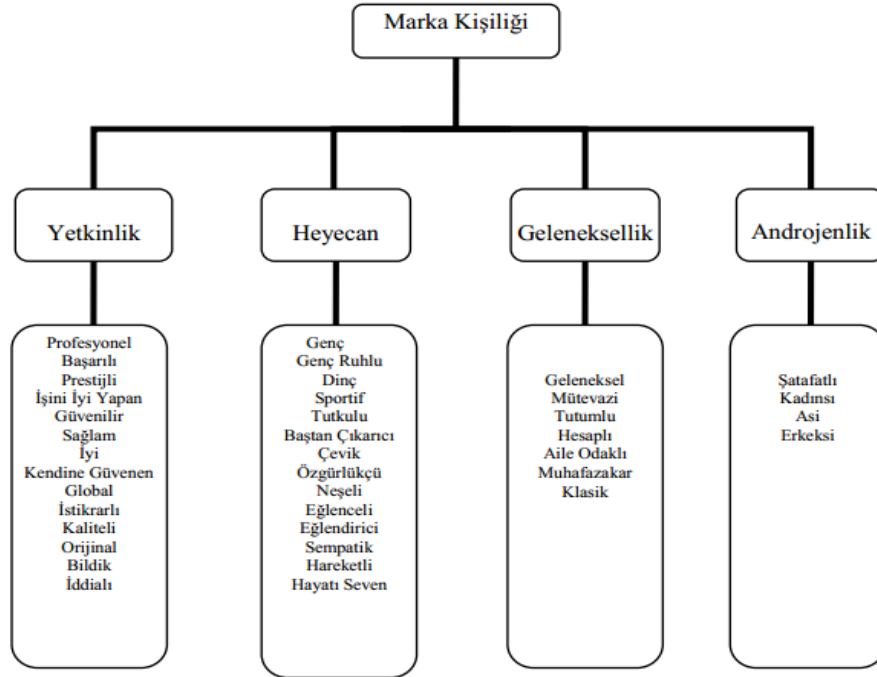 Marka Kişiliği
Yetkinlik
Heyecan
Geleneksellik
Androjenlik
Profesyonel
Başarılı
Prestijli
İşini İyi Yapan
Güvenilir
Sağlam
İyi
Kendine Güvenen
Global
İstikrarlı
Kaliteli
Orijinal
Bildik
İddialı
Genç
Genç Ruhlu
Dinç
Sportif
Tutkulu
Baştan Çıkarıcı
Çevik
Özgürlükçü
Neşeli
Eğlenceli
Eğlendirici
Sempatik
Hareketli
Hayatı Seven
Geleneksel
Mütevazi
Tutumlu
Hesaplı
Aile Odaklı
Muhafazakar
Klasik
Şatafatlı
Kadınsı
Asi
Erkeksi